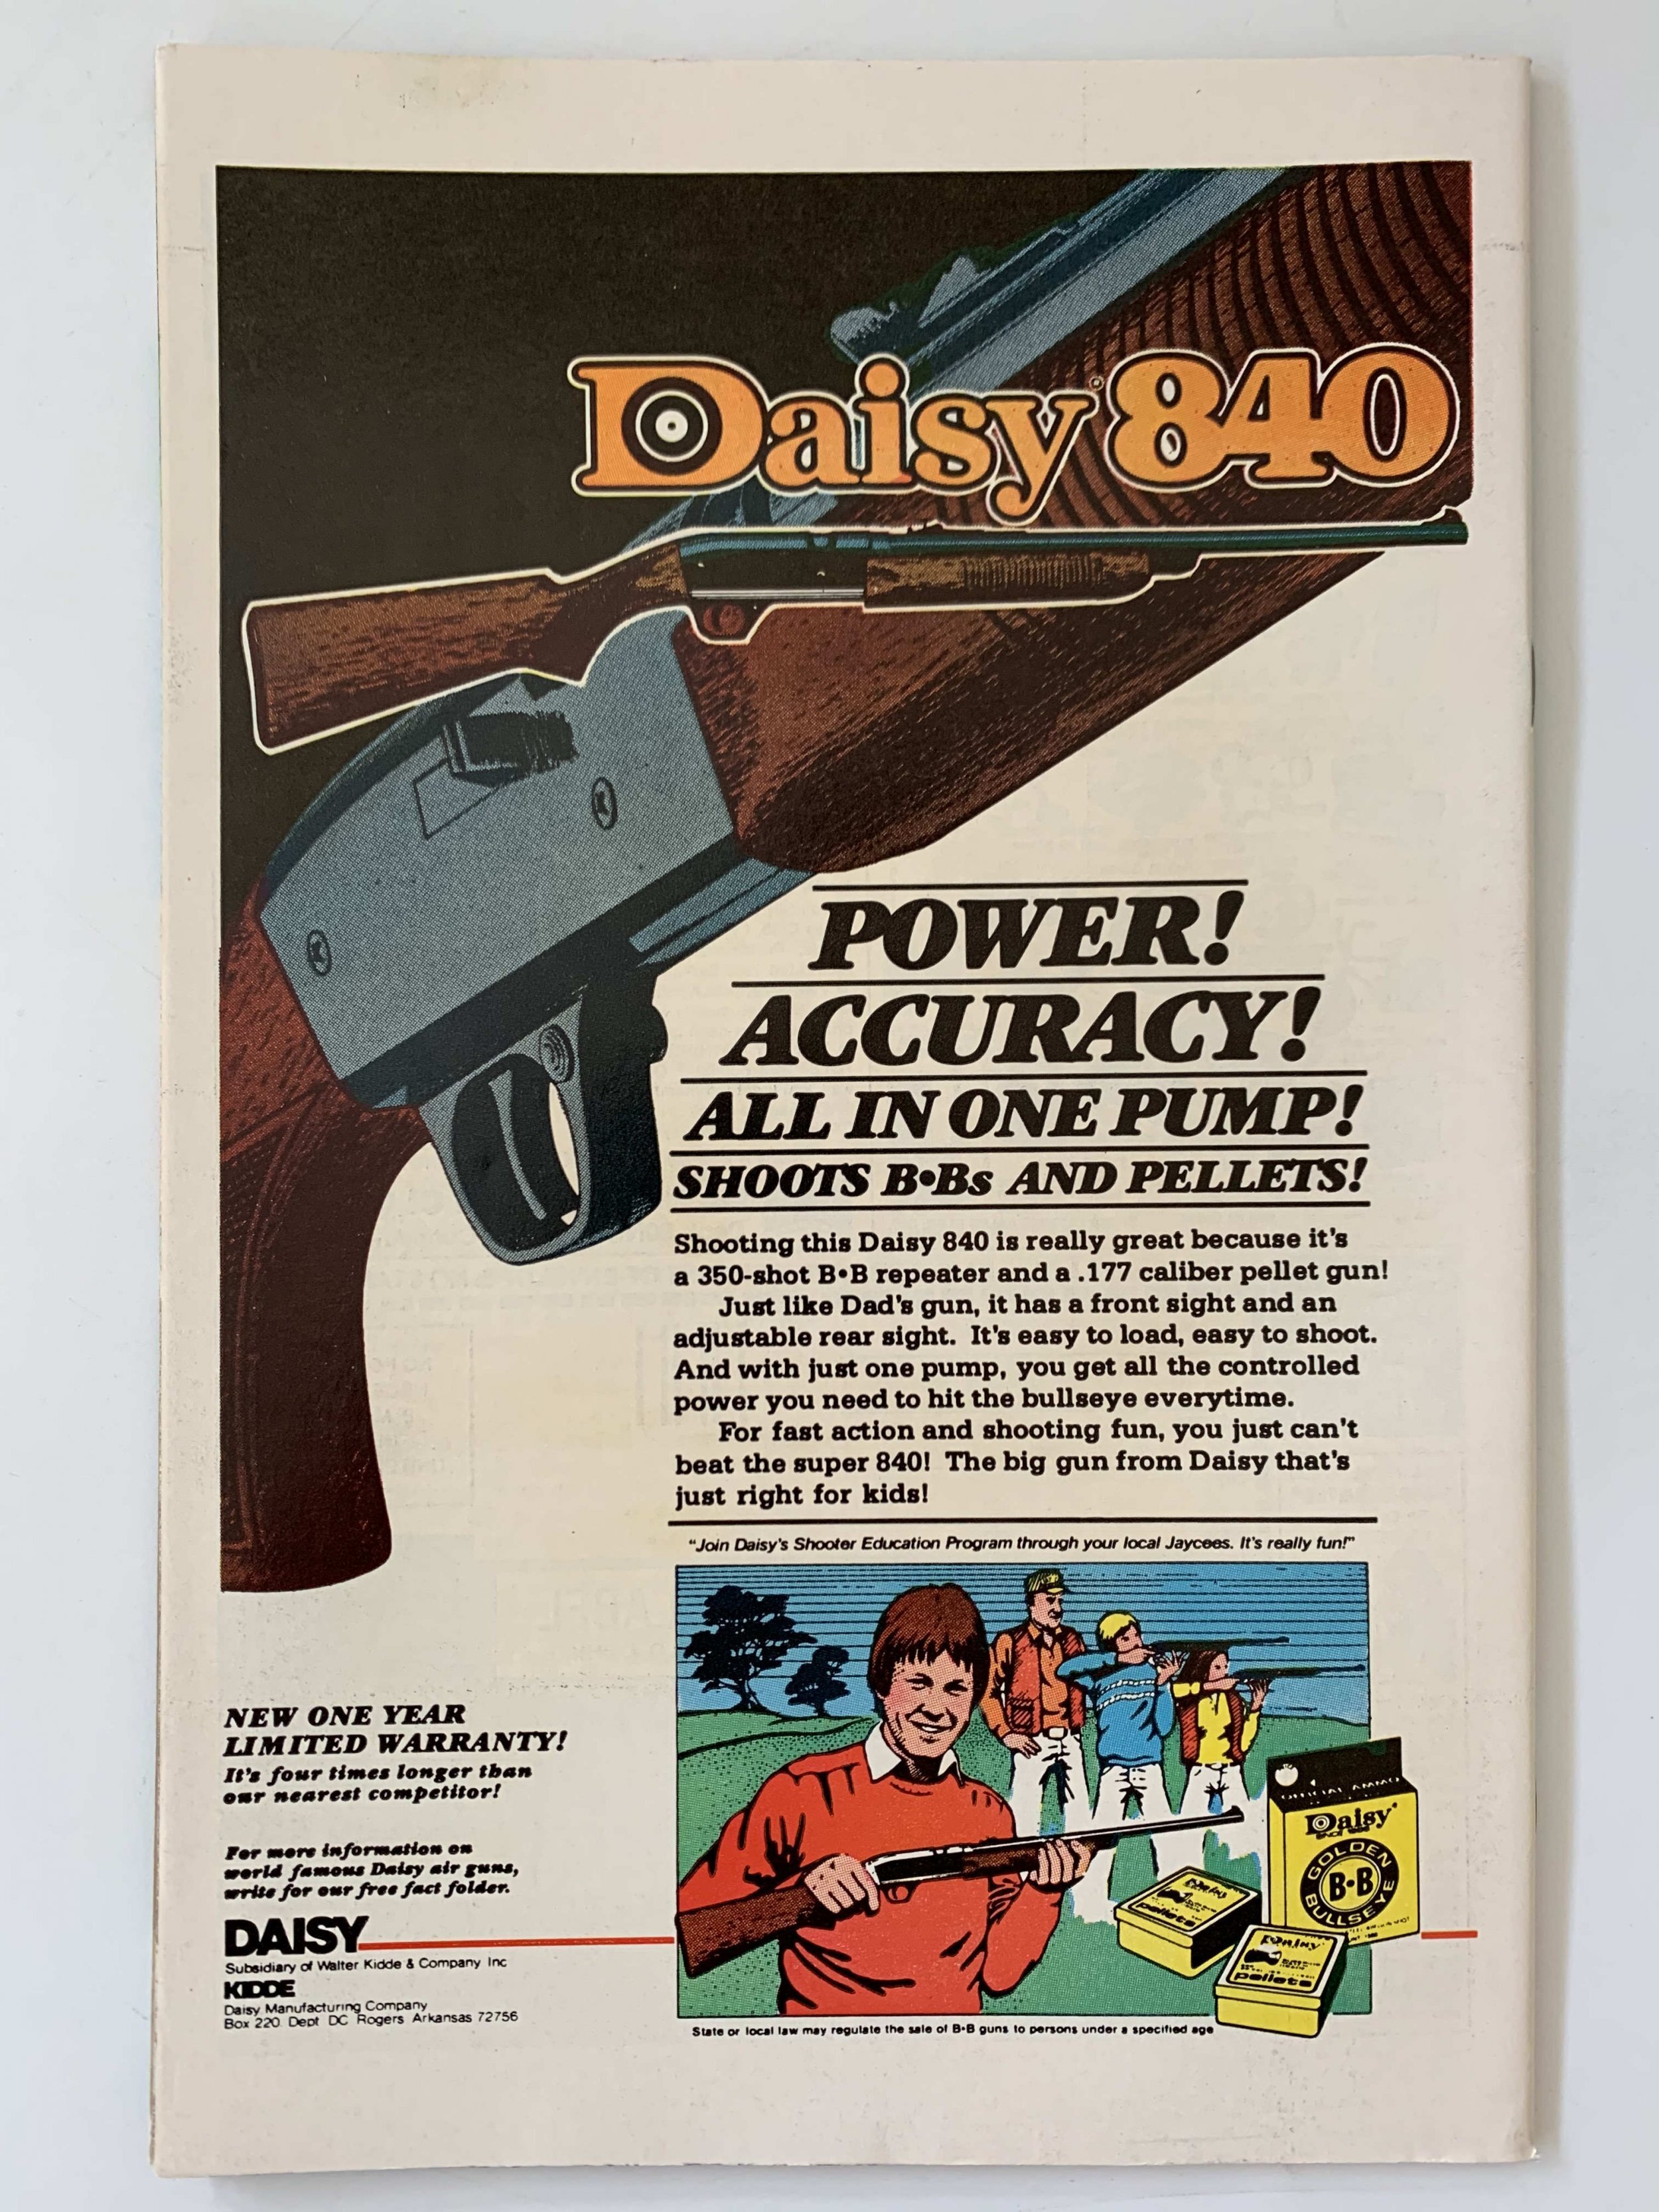 Daisy® 840
POWER!
ACCURACY!
ALL IN ONE PUMP!
SHOOTS B•Bs AND PELLETS!
Shooting this Daisy 840 is really great because it's
a 350-shot B•B repeater and a .177 caliber pellet gun!
Just like Dad's gun, it has a front sight and an
adjustable rear sight. It's easy to load, easy to shoot.
And with just one pump, you get all the controlled
power you need to hit the bullseye everytime.
For fast action and shooting fun, you just can't
beat the super 840! The big gun from Daisy that's
just right for kids!
"Join Daisy's Shooter Education Program through your local Jaycees. It's really fun!"
NEW ONE YEAR
LIMITED WARRANTY!
It's four times longer than
our nearest competitor!
For more information on
world famous Daisy air guns,
write for our free fact folder.
DAISY
Subsidiary of Walter Kidde & Company Inc
KIDDE
Daisy Manufacturing Company
Box 220 Dept DC Rogers Arkansas 72756
OFFICIAL AMMO
Daisy
GOLDEN
B•B
BULLSEYE
Daisy
pellets
Daisy
pellets
State or local law may regulate the sale of B•B guns to persons under a specified age